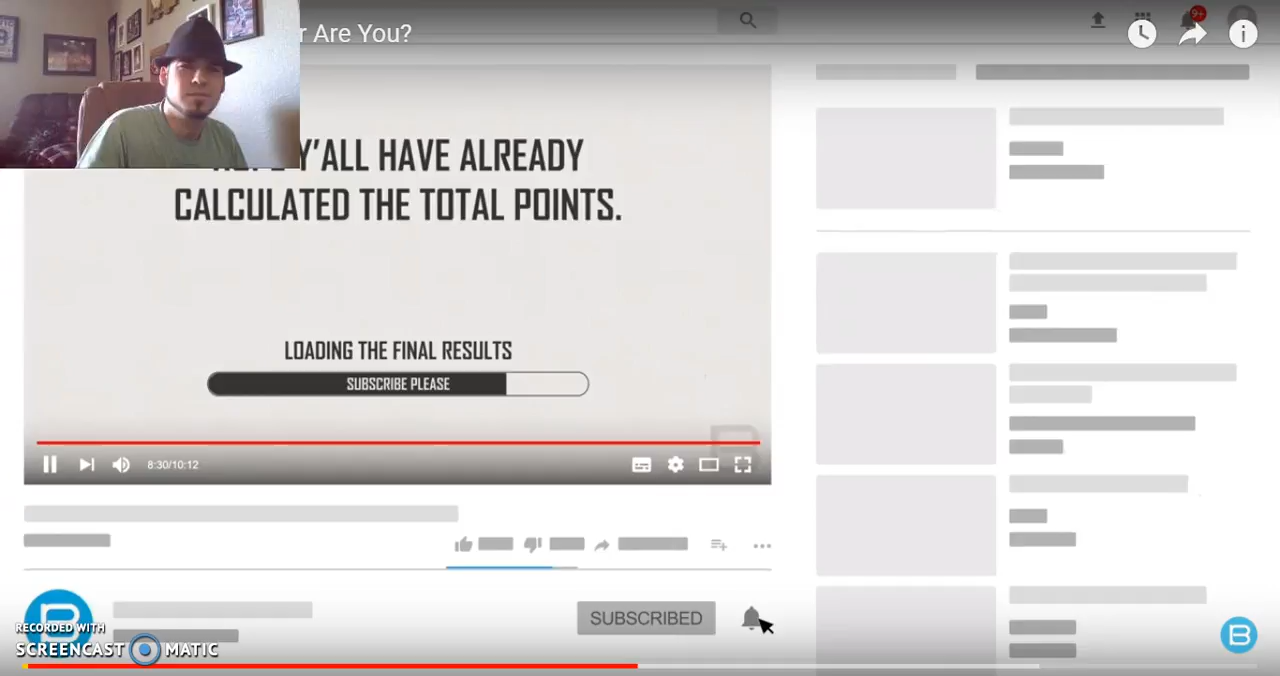 r Are You?
9+
Y'ALL HAVE ALREADY
CALCULATED THE TOTAL POINTS.
LOADING THE FINAL RESULTS
SUBSCRIBE PLEASE
8:30/10:12
SUBSCRIBED
B
RECORDED WITH
SCREENCAST MATIC
B